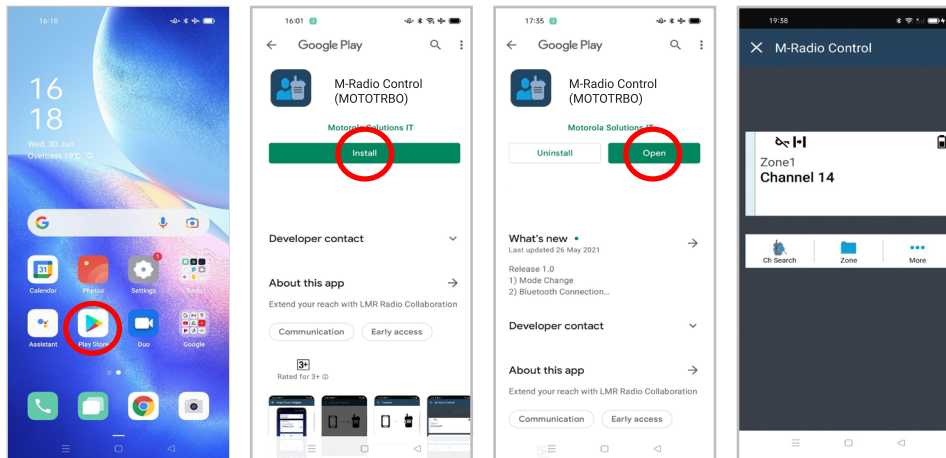 16:18
16
18
Wed, 30 Jun
Overcast 19°C
G
31
Calendar
Photos
1
Settings
Tools
Assistant
Play Store
Duo
Google
16:01
Google Play
M-Radio Control
(MOTOTRBO)
Motorola Solutions IT
Install
Developer contact
About this app
Extend your reach with LMR Radio Collaboration
Communication
Early access
3+
Rated for 3+
17:35
Google Play
M-Radio Control
(MOTOTRBO)
Motorola Solutions IT
Uninstall
Open
What's new
Last updated 26 May 2021
Release 1.0
1) Mode Change
2) Bluetooth Connection...
Developer contact
About this app
Extend your reach with LMR Radio Collaboration
Communication
Early access
19:38
M-Radio Control
Zone1
Channel 14
Ch Search
Zone
More